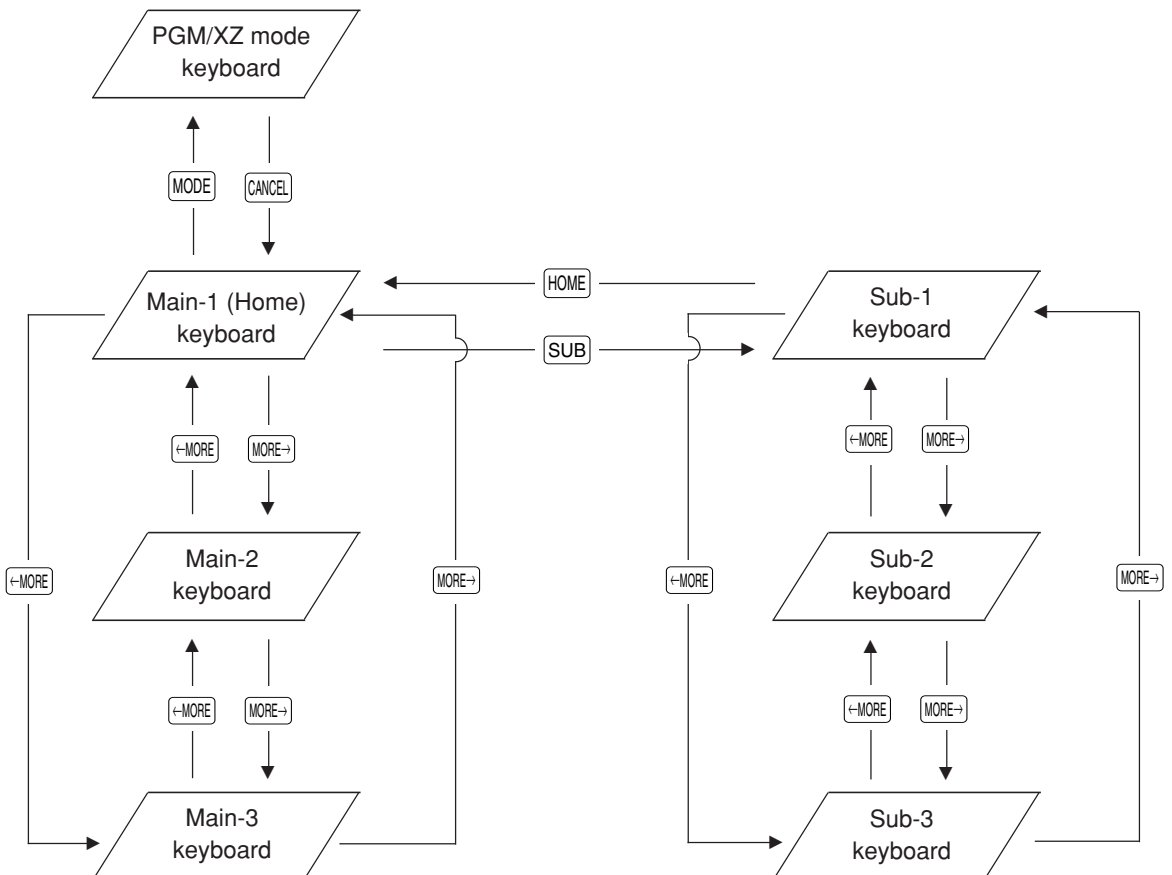 PGM/XZ mode
keyboard
MODE
CANCEL
HOME
Main-1 (Home)
keyboard
Sub-1
keyboard
SUB
←MORE
MORE→
←MORE
MORE→
Main-2
keyboard
Sub-2
keyboard
←MORE
MORE→
←MORE
MORE→
←MORE
MORE→
←MORE
MORE→
Main-3
keyboard
Sub-3
keyboard